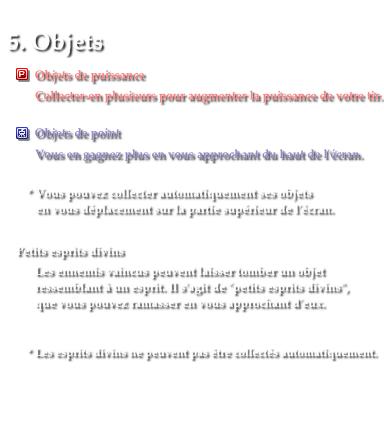 5. Objets
P Objets de puissance
Collecter-en plusieurs pour augmenter la puissance de votre tir.
Objets de point
Vous en gagnez plus en vous approchant du haut de l'écran.
* Vous pouvez collecter automatiquement ses objets
en vous déplacement sur la partie supérieur de l'écran.
Petits esprits divins
Les ennemis vaincus peuvent laisser tomber un objet
ressemblant à un esprit. Il s'agit de "petits esprits divins",
que vous pouvez ramasser en vous approchant d'eux.
* Les esprits divins ne peuvent pas être collectés automatiquement.